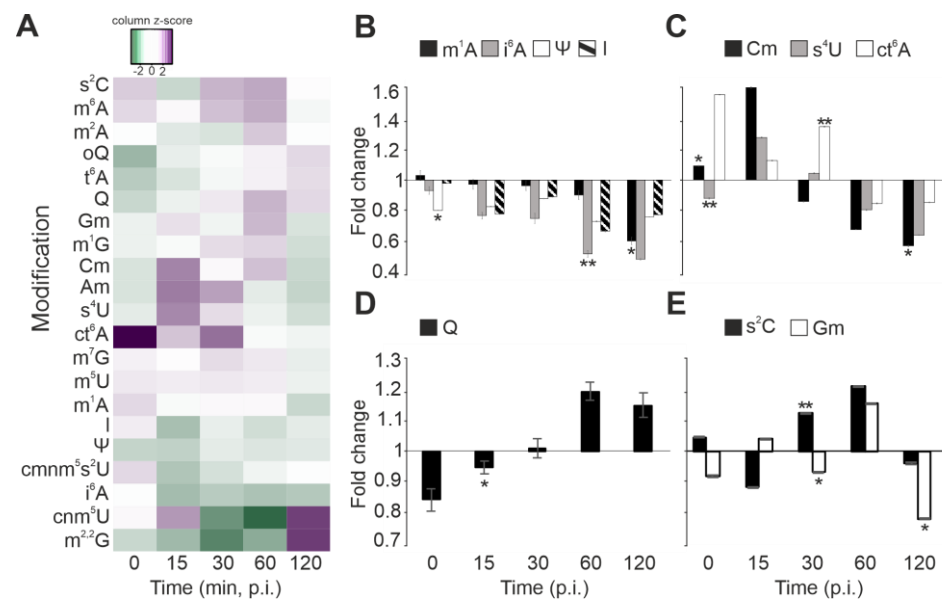 A
column z-score
-2 0 2
Modification
s²C
m⁶A
m²A
oQ
t⁶A
Q
Gm
m¹G
Cm
Am
s⁴U
ct⁶A
m⁷G
m⁵U
m¹A
I
Ψ
cmnm⁵s²U
i⁶A
cnm⁵U
m²,²G
0 15 30 60 120
Time (min, p.i.)
B
m¹A i⁶A Ψ I
Fold change
1.6
1.4
1.2
1
0.8
0.6
0.4
*
**
*
C
Cm s⁴U ct⁶A
*
**
**
*
D
Q
Fold change
1.3
1.2
1.1
1
0.9
0.8
0.7
*
0 15 30 60 120
Time (p.i.)
E
s²C Gm
**
*
*
0 15 30 60 120
Time (p.i.)